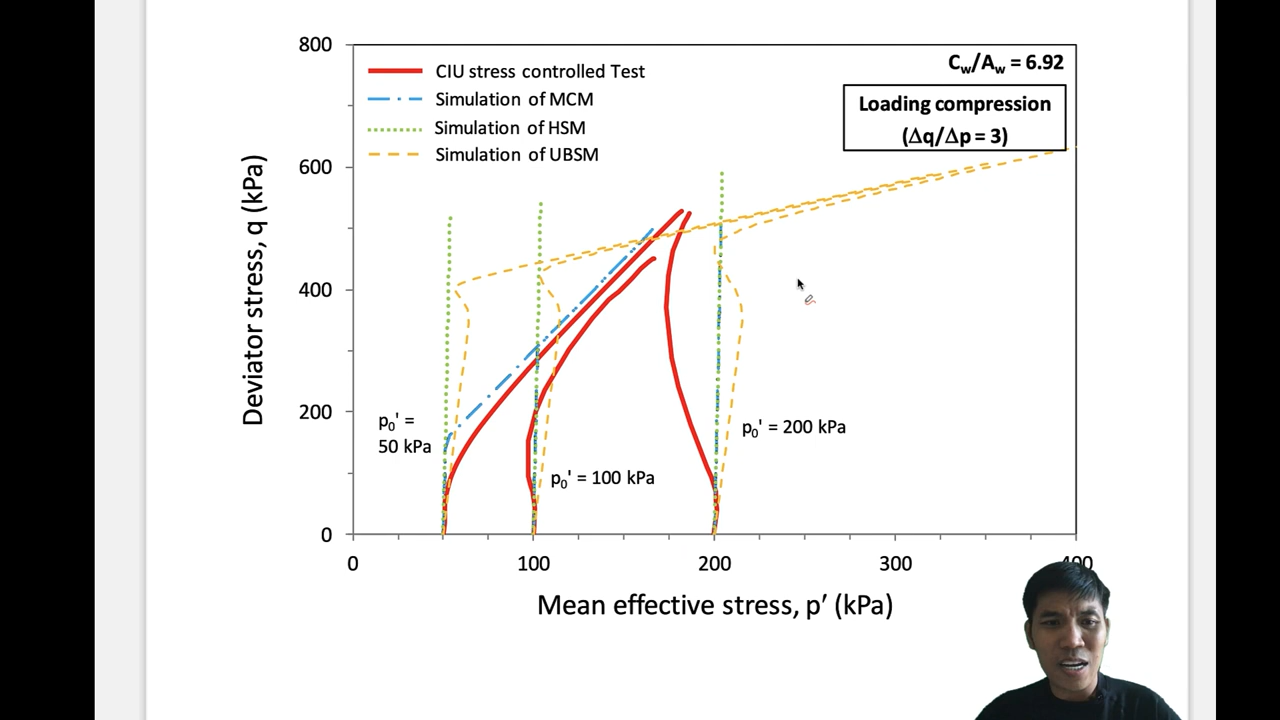 800
600
400
200
0
Deviator stress, q (kPa)
CIU stress controlled Test
Simulation of MCM
Simulation of HSM
Simulation of UBSM
C_w/A_w = 6.92
Loading compression
(Δq/Δp = 3)
p₀' =
50 kPa
p₀' = 100 kPa
p₀' = 200 kPa
0 100 200 300 400
Mean effective stress, p′ (kPa)